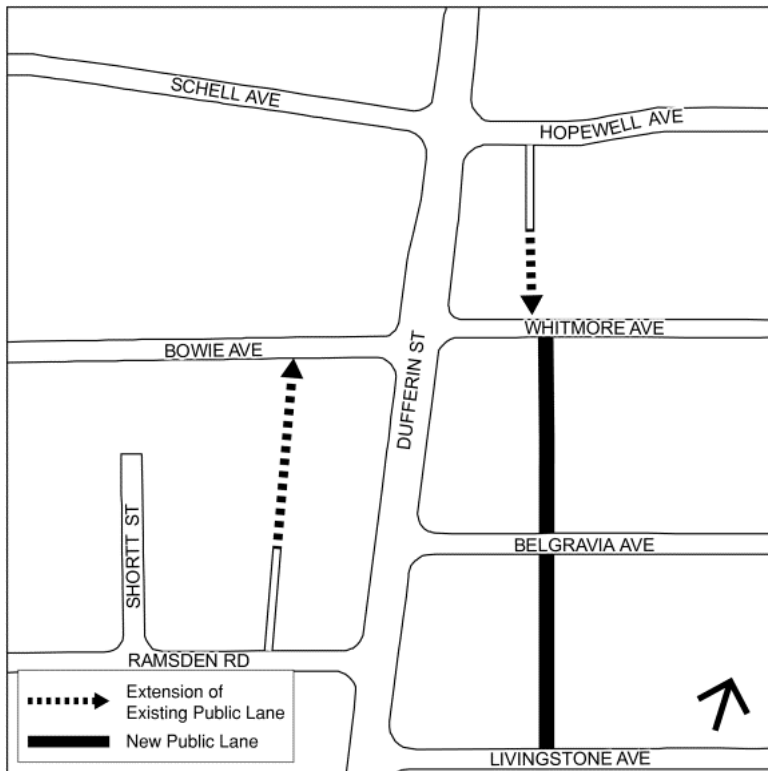 SCHELL AVE
HOPEWELL AVE
WHITMORE AVE
BOWIE AVE
DUFFERIN ST
SHORTT ST
BELGRAVIA AVE
RAMSDEN RD
Extension of
Existing Public Lane
New Public Lane
LIVINGSTONE AVE